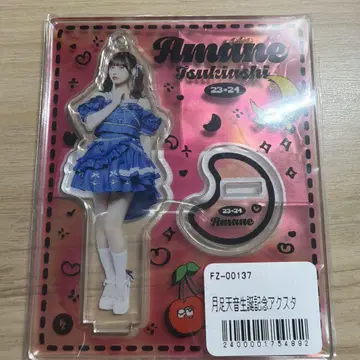 Amane
Tsukiashi
23-24
23-24
Amane
FZ-00137
月足天音生誕記念アクスタ
2400001754892